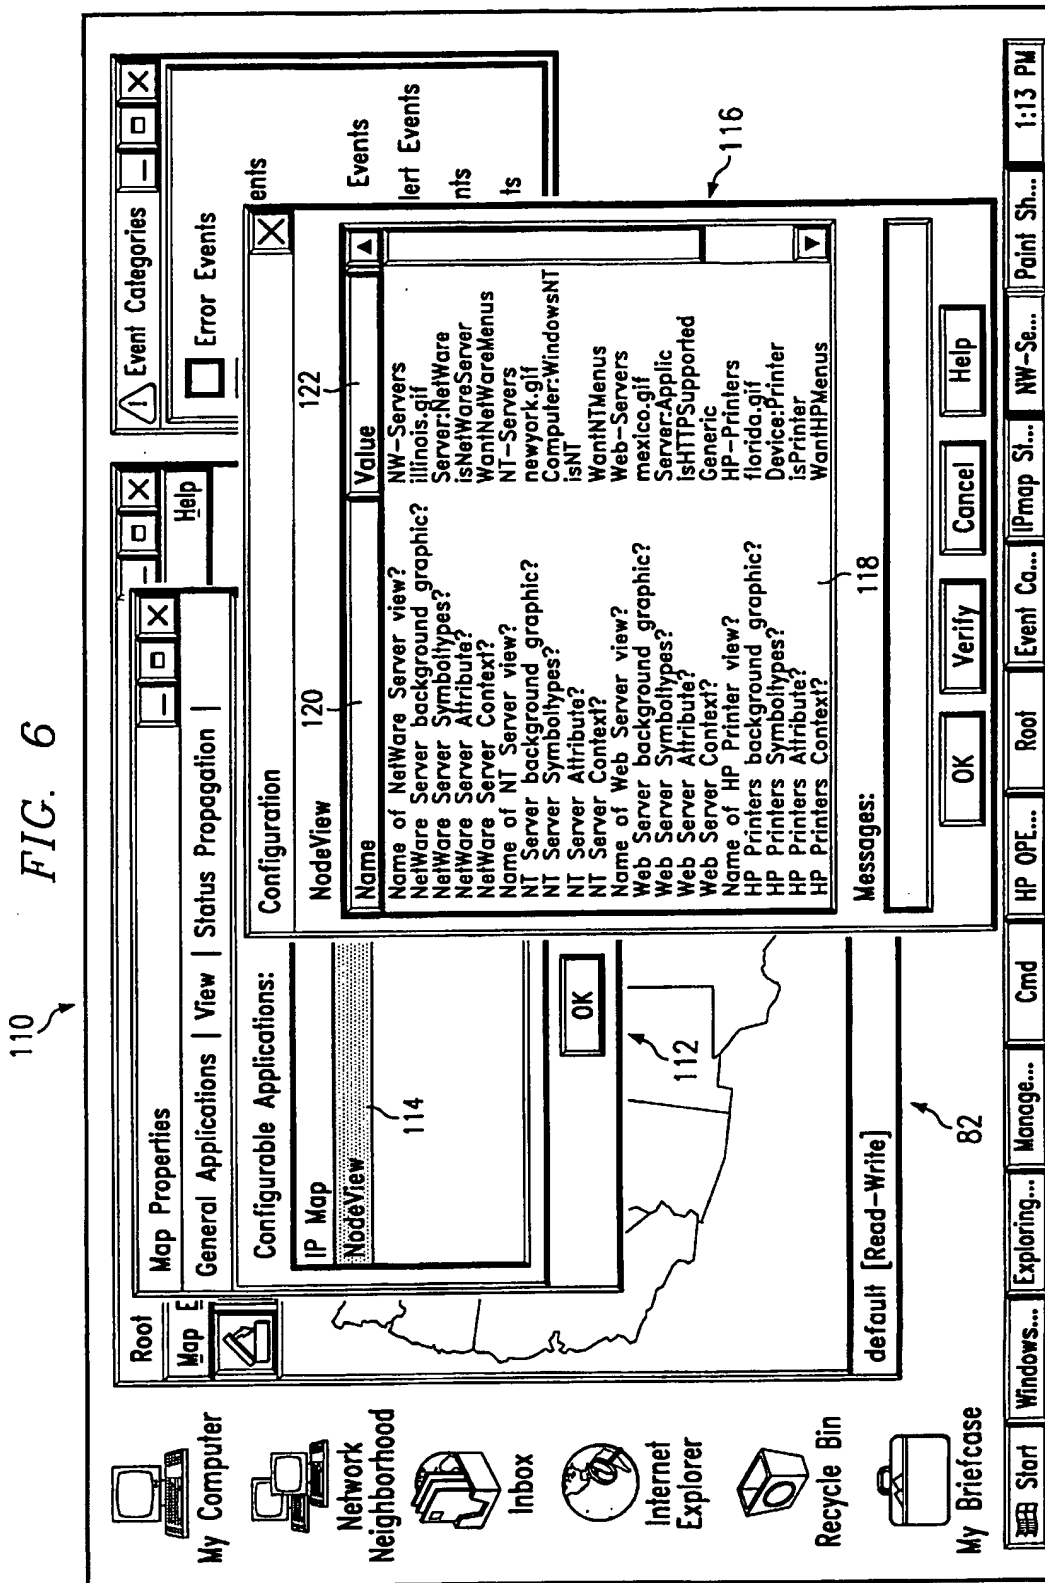 110
FIG. 6
Root
Map E
Help
Map Properties
General Applications | View | Status Propagation |
Configurable Applications:
IP Map
NodeView
114
OK
112
default [Read-Write]
82
Event Categories
Error Events
ents
Events
lert Events
nts
ts
Configuration
NodeView
120
122
Name Value
Name of NetWare Server view? NW-Servers
NetWare Server background graphic? illinois.gif
NetWare Server Symboltypes? Server:NetWare
NetWare Server Attribute? isNetWareServer
NetWare Server Context? WantNetWareMenus
Name of NT Server view? NT-Servers
NT Server background graphic? newyork.gif
NT Server Symboltypes? Computer:WindowsNT
NT Server Attribute? isNT
NT Server Context? WantNTMenus
Name of Web Server view? Web-Servers
Web Server background graphic? mexico.gif
Web Server Symboltypes? Server:Applic
Web Server Attribute? isHTTPSupported
Web Server Context? Generic
Name of HP Printer view? HP-Printers
HP Printers background graphic? florida.gif
HP Printers Symboltypes? Device:Printer
HP Printers Attribute? isPrinter
HP Printers Context? WantHPMenus
118
116
Messages:
OK Verify Cancel Help
My Computer
Network
Neighborhood
Inbox
Internet
Explorer
Recycle Bin
My Briefcase
Start Windows... Exploring... Manage... Cmd HP OPE... Root Event Ca... IPmap St... NW-Se... Paint Sh... 1:13 PM